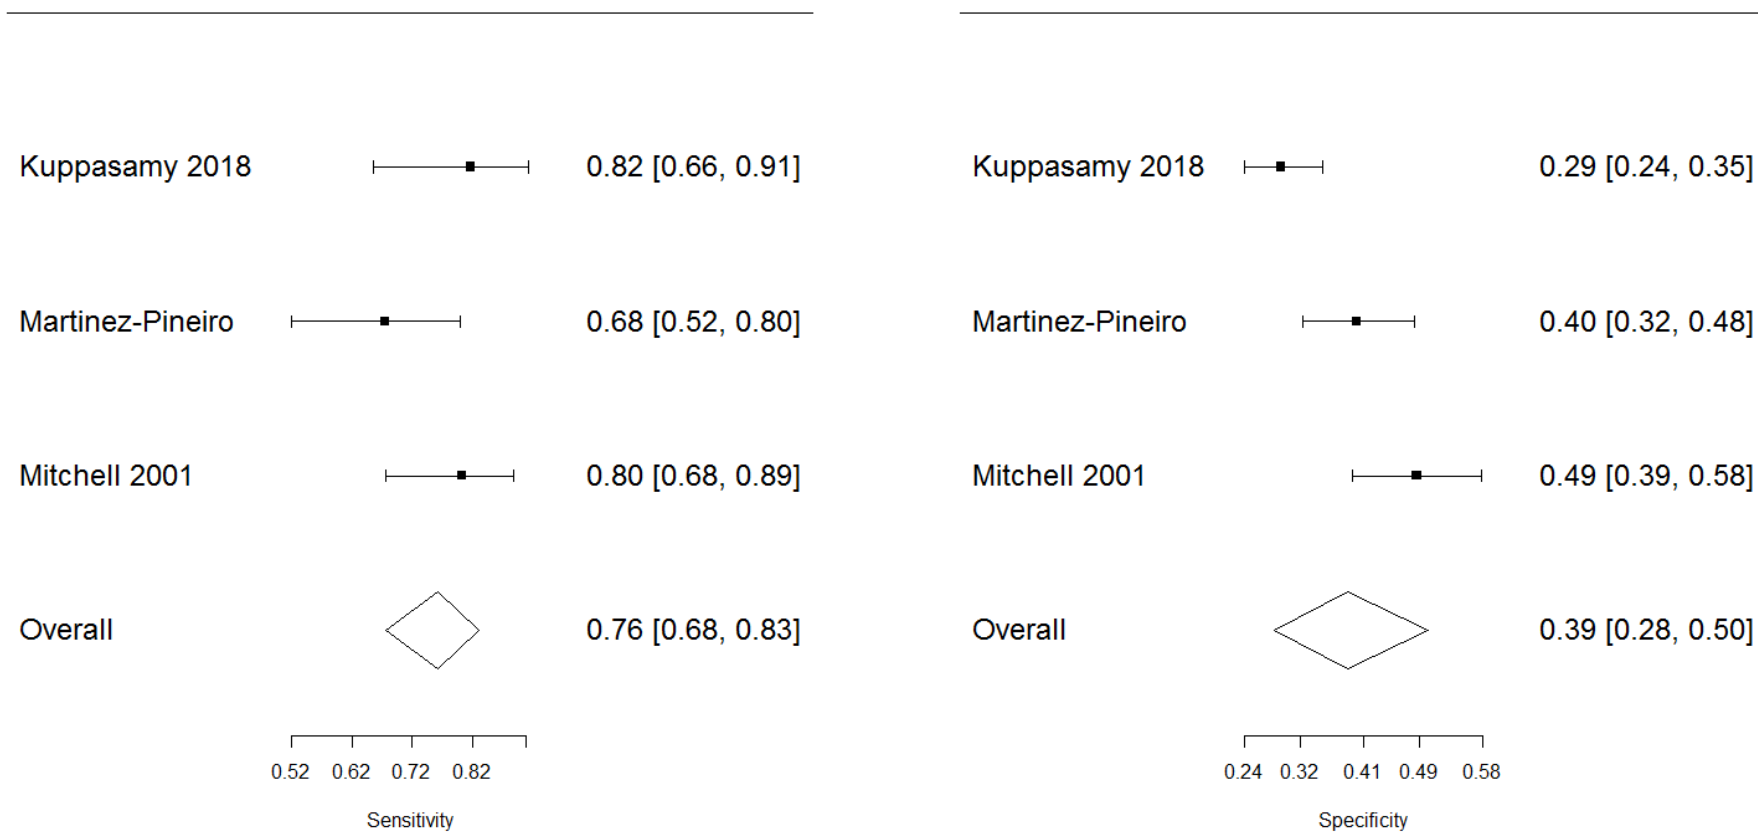 Kuppasamy 2018 0.82 [0.66, 0.91]
Martinez-Pineiro 0.68 [0.52, 0.80]
Mitchell 2001 0.80 [0.68, 0.89]
Overall 0.76 [0.68, 0.83]
0.52 0.62 0.72 0.82
Sensitivity
Kuppasamy 2018 0.29 [0.24, 0.35]
Martinez-Pineiro 0.40 [0.32, 0.48]
Mitchell 2001 0.49 [0.39, 0.58]
Overall 0.39 [0.28, 0.50]
0.24 0.32 0.41 0.49 0.58
Specificity